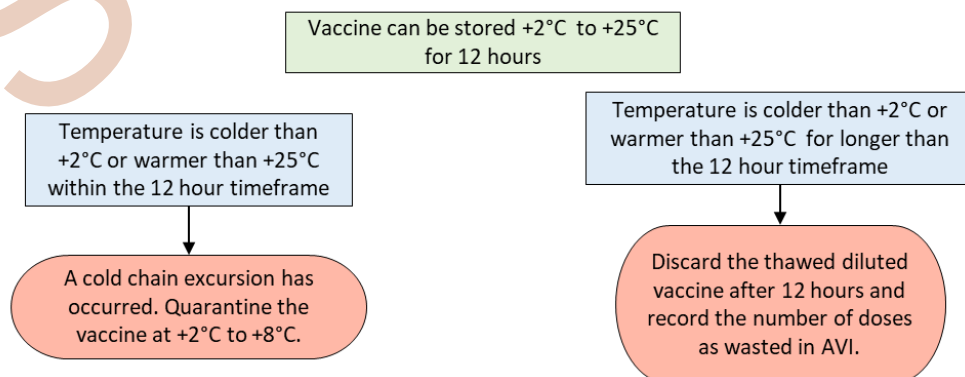 Vaccine can be stored +2°C to +25°C
for 12 hours
Temperature is colder than
+2°C or warmer than +25°C
within the 12 hour timeframe
A cold chain excursion has
occurred. Quarantine the
vaccine at +2°C to +8°C.
Temperature is colder than +2°C or
warmer than +25°C for longer than
the 12 hour timeframe
Discard the thawed diluted
vaccine after 12 hours and
record the number of doses
as wasted in AVI.